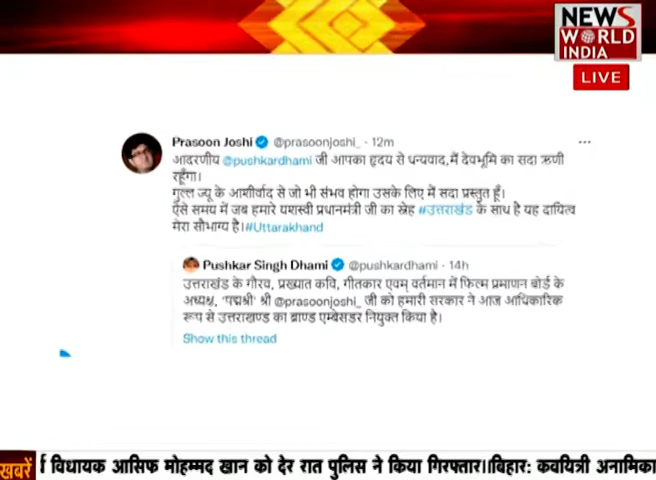 NEWS
WORLD
INDIA
LIVE
Prasoon Joshi @prasoonjoshi_ · 12m
आदरणीय @pushkardhami जी आपका हृदय से धन्यवाद,मैं देवभूमि का सदा ऋणी
रहूँगा।
गुल्ल ज्यू के आशीर्वाद से जो भी संभव होगा उसके लिए में सदा प्रस्तुत हूँ।
ऐसे समय में जब हमारे यशस्वी प्रधानमंत्री जी का स्नेह #उत्तराखंड के साथ है यह दायित्व
मेरा सौभाग्य है।#Uttarakhand
Pushkar Singh Dhami @pushkardhami · 14h
उत्तराखंड के गौरव, प्रख्यात कवि, गीतकार एवम् वर्तमान में फिल्म प्रमाणन बोर्ड के
अध्यक्ष, 'पद्मश्री' श्री @prasoonjoshi_ जी को हमारी सरकार ने आज आधिकारिक
रूप से उत्तराखण्ड का ब्राण्ड एम्बेसडर नियुक्त किया है।
Show this thread
खबरें विधायक आसिफ मोहम्मद खान को देर रात पुलिस ने किया गिरफ्तार।।बिहार: कवयित्री अनामिका